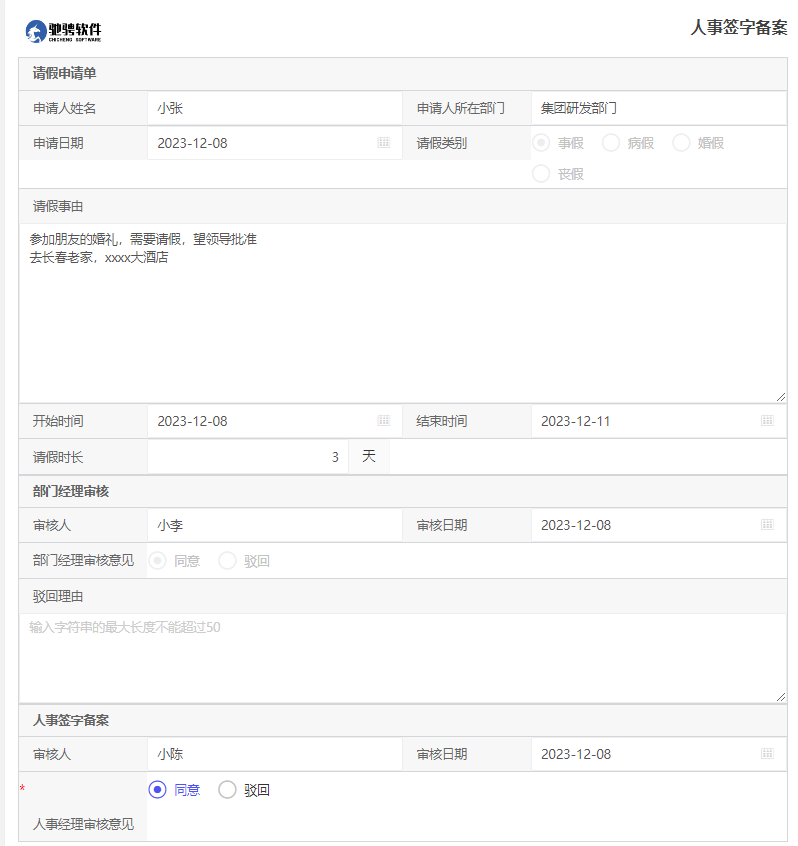 驰骋软件
CHICHENG SOFTWARE
人事签字备案
请假申请单
申请人姓名 小张 申请人所在部门 集团研发部门
申请日期 2023-12-08 请假类别 事假 病假 婚假
丧假
请假事由
参加朋友的婚礼，需要请假，望领导批准
去长春老家，xxxx大酒店
开始时间 2023-12-08 结束时间 2023-12-11
请假时长 3 天
部门经理审核
审核人 小李 审核日期 2023-12-08
部门经理审核意见 同意 驳回
驳回理由
输入字符串的最大长度不能超过50
人事签字备案
审核人 小陈 审核日期 2023-12-08
* 同意 驳回
人事经理审核意见